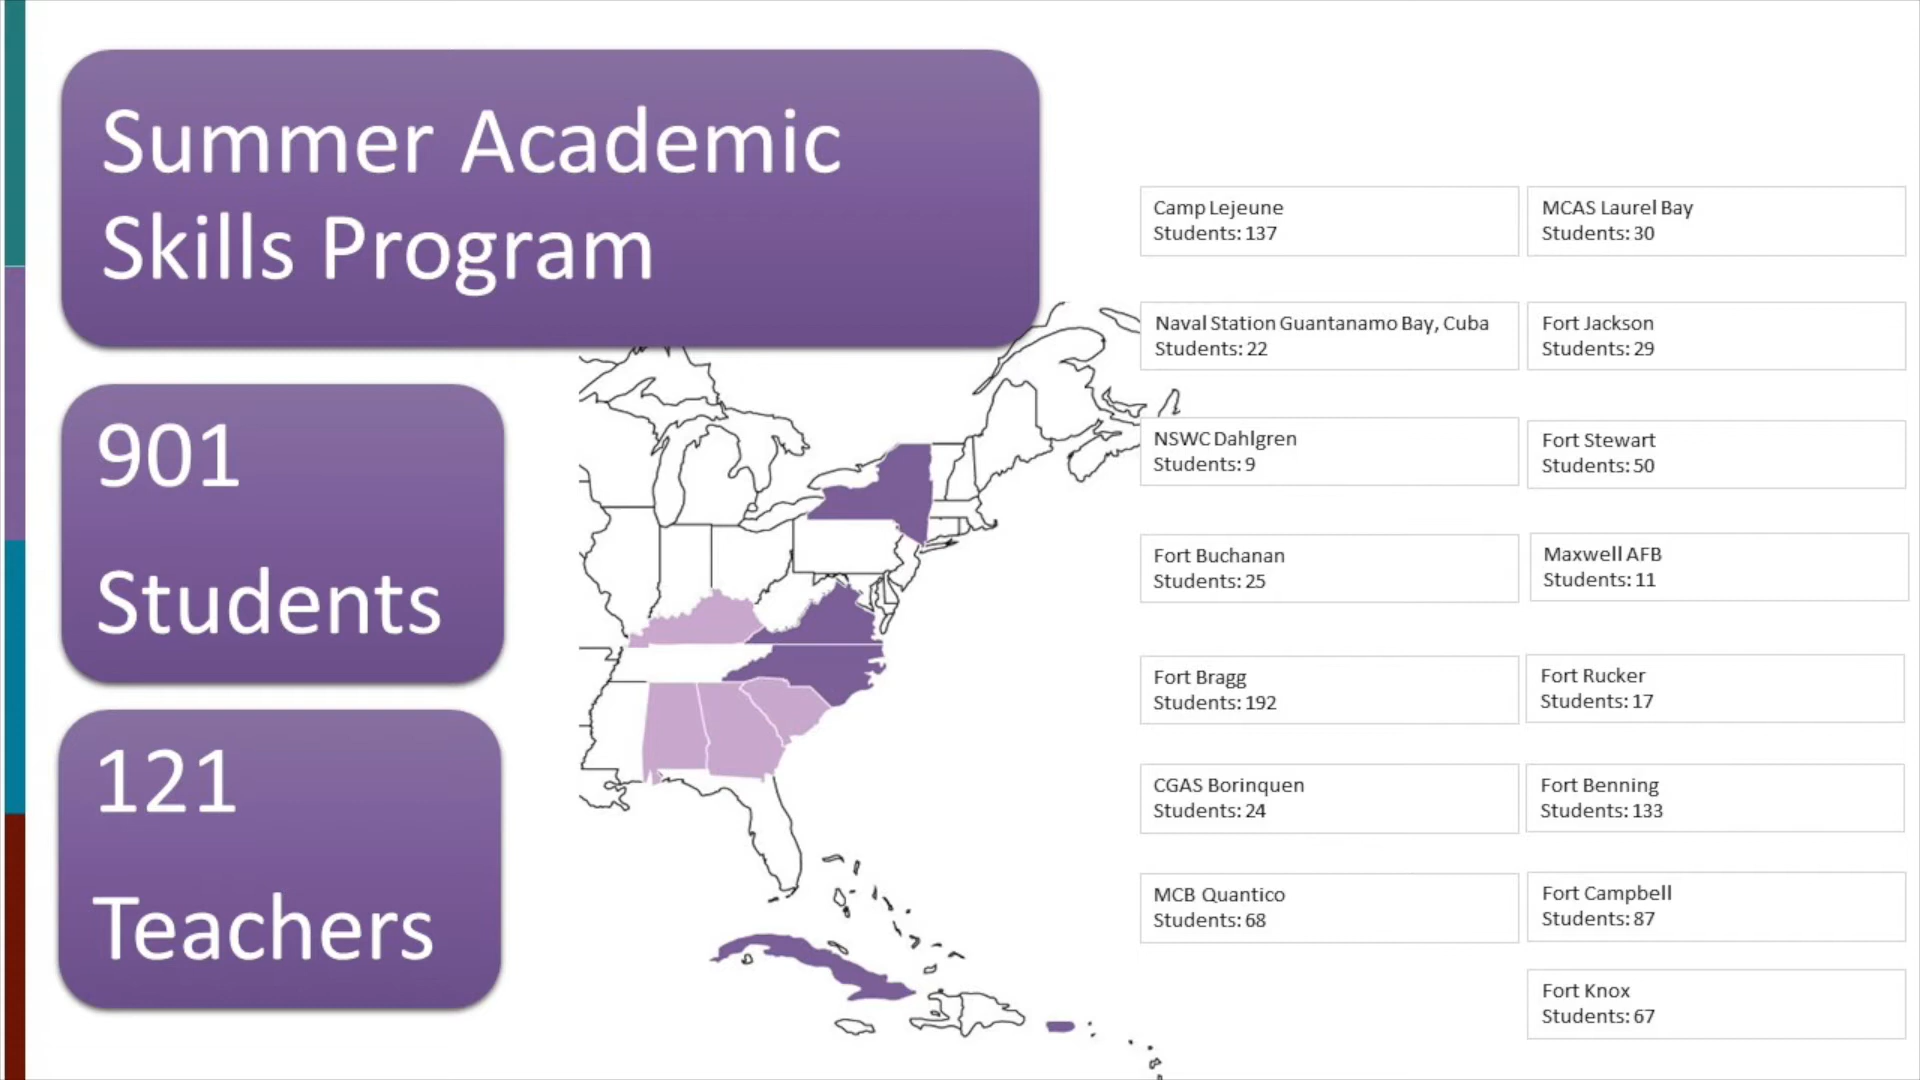 Summer Academic
Skills Program
901
Students
121
Teachers
Camp Lejeune
Students: 137
MCAS Laurel Bay
Students: 30
Naval Station Guantanamo Bay, Cuba
Students: 22
Fort Jackson
Students: 29
NSWC Dahlgren
Students: 9
Fort Stewart
Students: 50
Fort Buchanan
Students: 25
Maxwell AFB
Students: 11
Fort Bragg
Students: 192
Fort Rucker
Students: 17
CGAS Borinquen
Students: 24
Fort Benning
Students: 133
MCB Quantico
Students: 68
Fort Campbell
Students: 87
Fort Knox
Students: 67